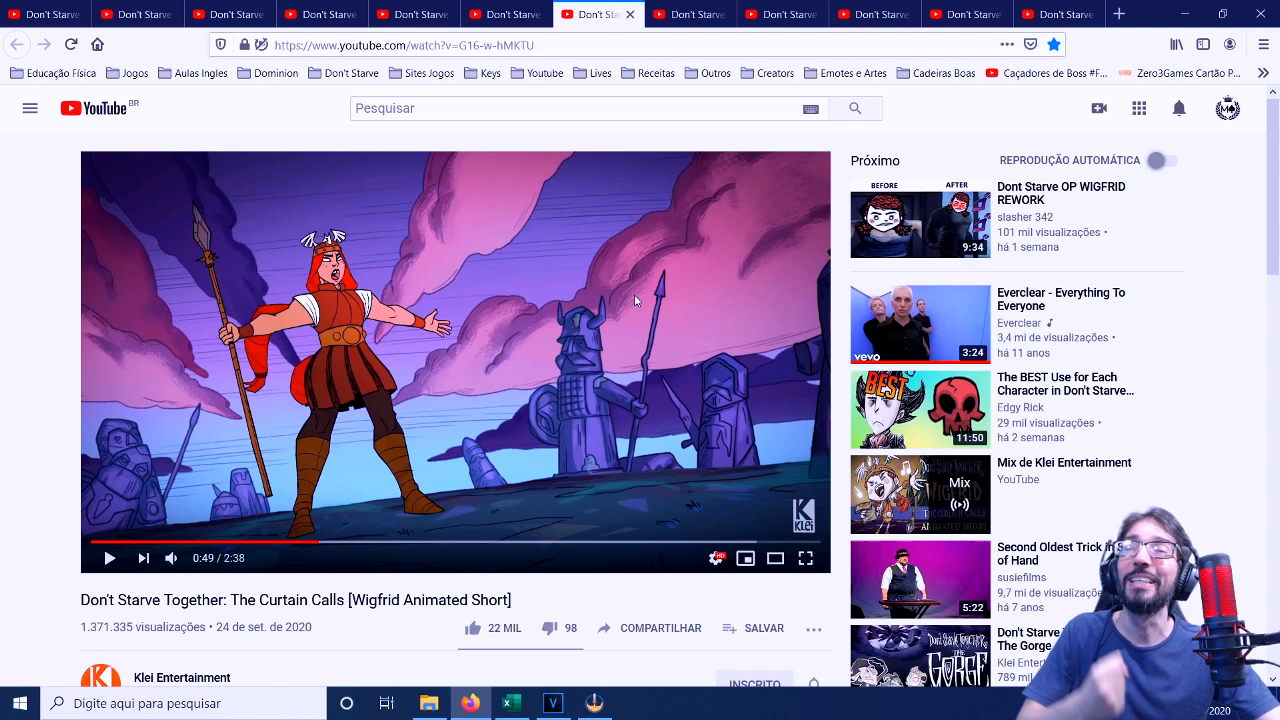 Don't Star
Don't Starve
Don't Starve
Don't Starve
Don't Starve
Don't Starve
Don't Sta
Don't Starve
Don't Starve
Don't Starve
Don't Starve
Don't Starve
https://www.youtube.com/watch?v=G16-w-hMKTU
Educação Física
Jogos
Aulas Ingles
Dominion
Don't Starve
Sites Jogos
Keys
Youtube
Lives
Receitas
Outros
Creators
Emotes e Artes
Cadeiras Boas
Caçadores de Boss #F...
Zero3Games Cartão P...
YouTube BR
Pesquisar
KLEI
0:49 / 2:38
HD
Don't Starve Together: The Curtain Calls [Wigfrid Animated Short]
1.371.335 visualizações • 24 de set. de 2020
22 MIL
98
COMPARTILHAR
SALVAR
Klei Entertainment
INSCRITO
Próximo
REPRODUÇÃO AUTOMÁTICA
BEFORE AFTER
9:34
Dont Starve OP WIGFRID
REWORK
slasher 342
101 mil visualizações •
há 1 semana
vevo
3:24
Everclear - Everything To
Everyone
Everclear
3,4 mi de visualizações •
há 11 anos
BEST
11:50
The BEST Use for Each
Character in Don't Starve...
Edgy Rick
29 mil visualizações •
há 2 semanas
Mix
Mix de Klei Entertainment
YouTube
5:22
Second Oldest Trick in S
of Hand
susiefilms
9,7 mi de visualizações
há 7 anos
DON'T STARVE
THE
GORGE
Don't Starve
The Gorge
Klei Enter
789 mil
Digite aqui para pesquisar
2020